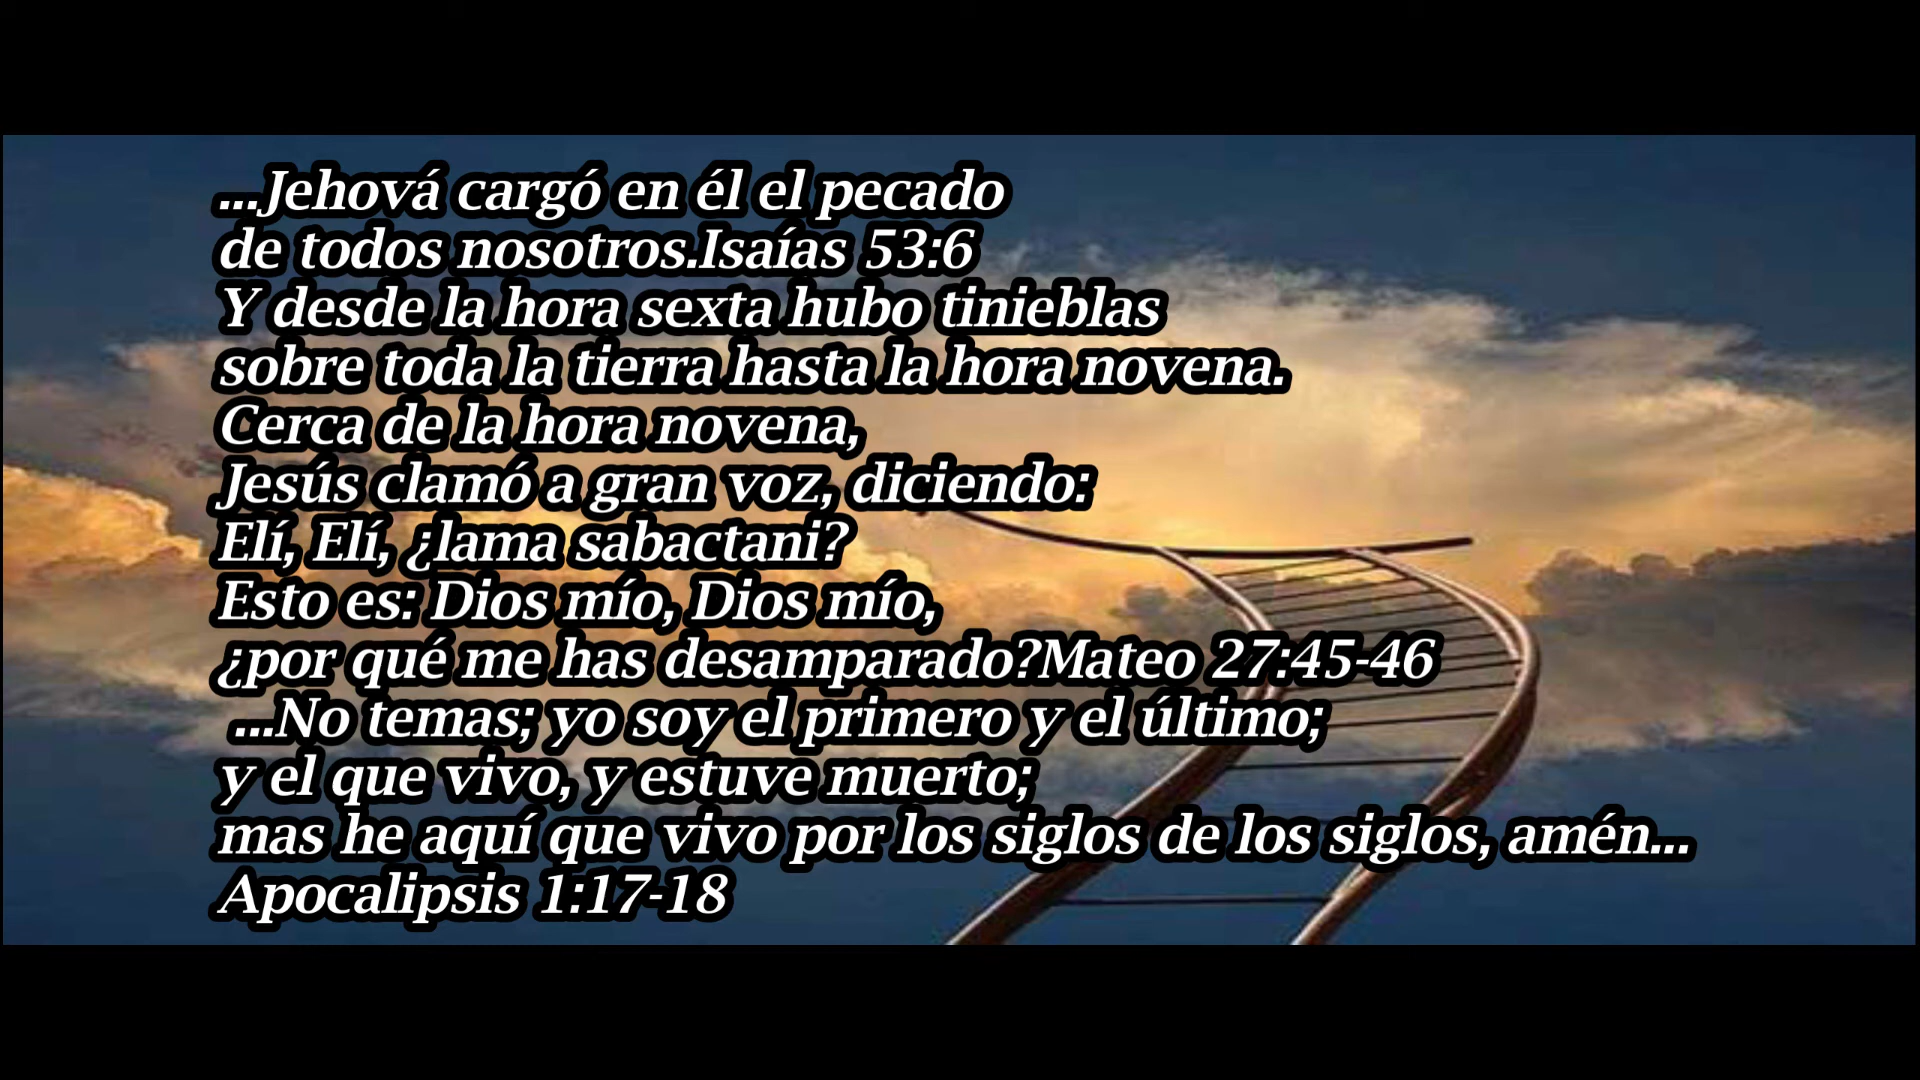 ...Jehová cargó en él el pecado
de todos nosotros.Isaías 53:6
Y desde la hora sexta hubo tinieblas
sobre toda la tierra hasta la hora novena.
Cerca de la hora novena,
Jesús clamó a gran voz, diciendo:
Elí, Elí, ¿lama sabactani?
Esto es: Dios mío, Dios mío,
¿por qué me has desamparado?Mateo 27:45-46
...No temas; yo soy el primero y el último;
y el que vivo, y estuve muerto;
mas he aquí que vivo por los siglos de los siglos, amén...
Apocalipsis 1:17-18